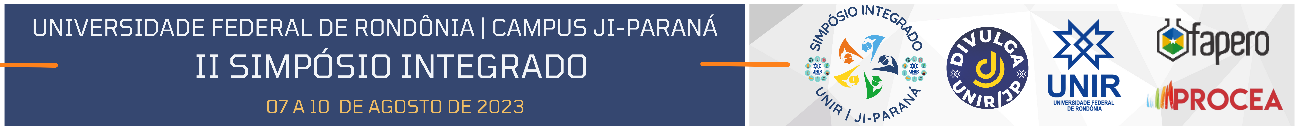 UNIVERSIDADE FEDERAL DE RONDÔNIA | CAMPUS JI-PARANÁ
II SIMPÓSIO INTEGRADO
07 A 10 DE AGOSTO DE 2023
SIMPÓSIO INTEGRADO
UNIR | JI-PARANÁ
DIVULGA
UNIR/JP
UNIR
UNIVERSIDADE FEDERAL
DE RONDÔNIA
fapero
PROCEA